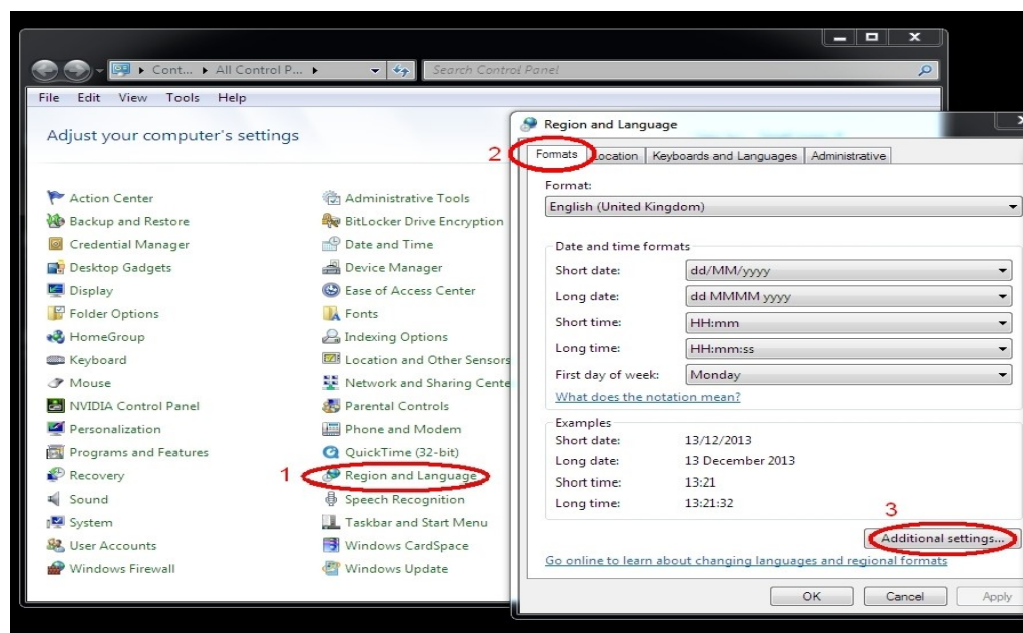 Cont... All Control P...
Search Control Panel
File Edit View Tools Help
Adjust your computer's settings
Action Center
Backup and Restore
Credential Manager
Desktop Gadgets
Display
Folder Options
HomeGroup
Keyboard
Mouse
NVIDIA Control Panel
Personalization
Programs and Features
Recovery
Sound
System
User Accounts
Windows Firewall
Administrative Tools
BitLocker Drive Encryption
Date and Time
Device Manager
Ease of Access Center
Fonts
Indexing Options
Location and Other Sensors
Network and Sharing Cente
Parental Controls
Phone and Modem
QuickTime (32-bit)
1 Region and Language
Speech Recognition
Taskbar and Start Menu
Windows CardSpace
Windows Update
Region and Language
2 Formats Location Keyboards and Languages Administrative
Format:
English (United Kingdom)
Date and time formats
Short date: dd/MM/yyyy
Long date: dd MMMM yyyy
Short time: HH:mm
Long time: HH:mm:ss
First day of week: Monday
What does the notation mean?
Examples
Short date: 13/12/2013
Long date: 13 December 2013
Short time: 13:21
Long time: 13:21:32
3
Additional settings...
Go online to learn about changing languages and regional formats
OK Cancel Apply